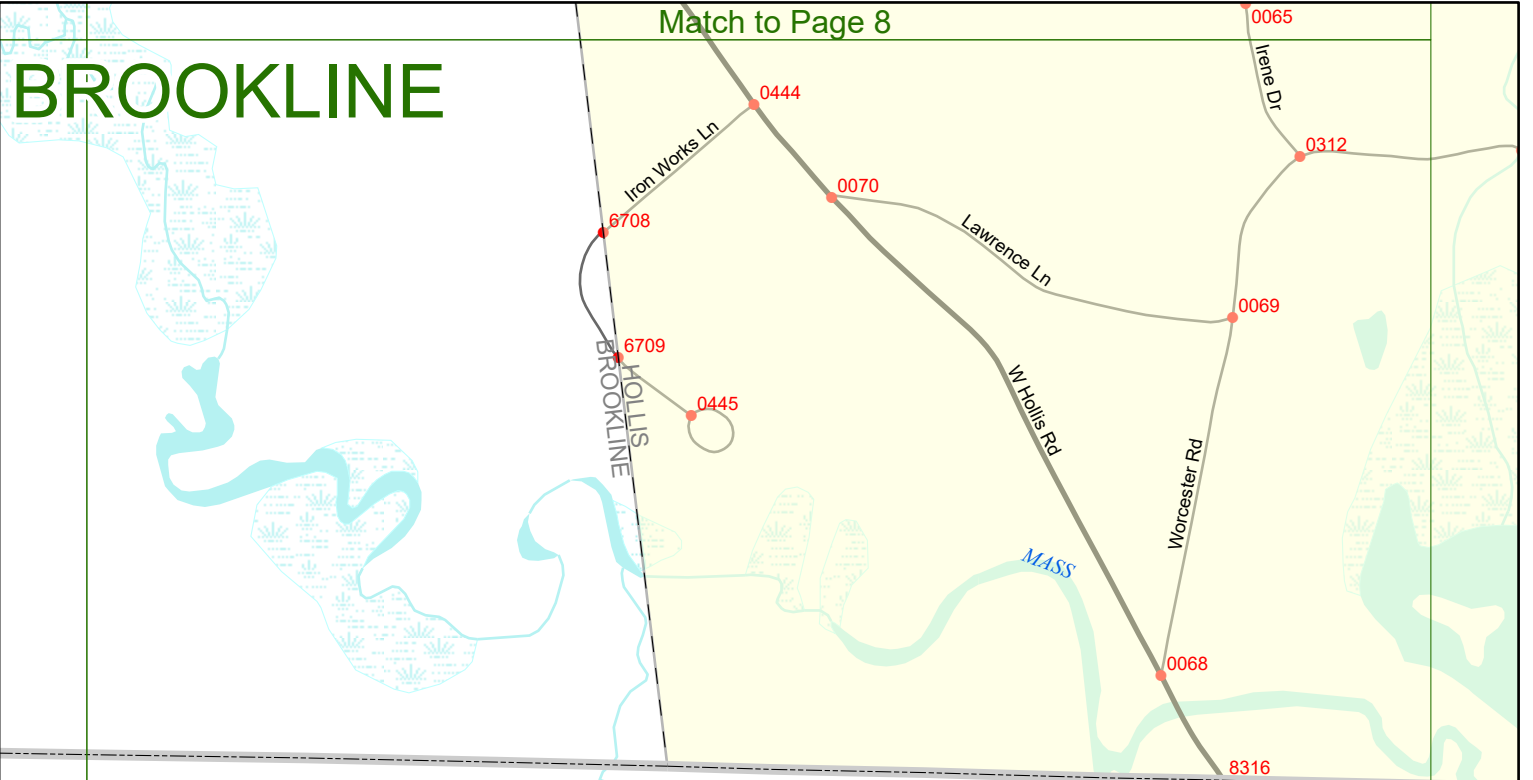 Match to Page 8
0065
BROOKLINE
Irene Dr
0444
Iron Works Ln
0312
0070
6708
Lawrence Ln
0069
6709
HOLLIS
BROOKLINE
W Hollis Rd
0445
Worcester Rd
MASS
0068
8316